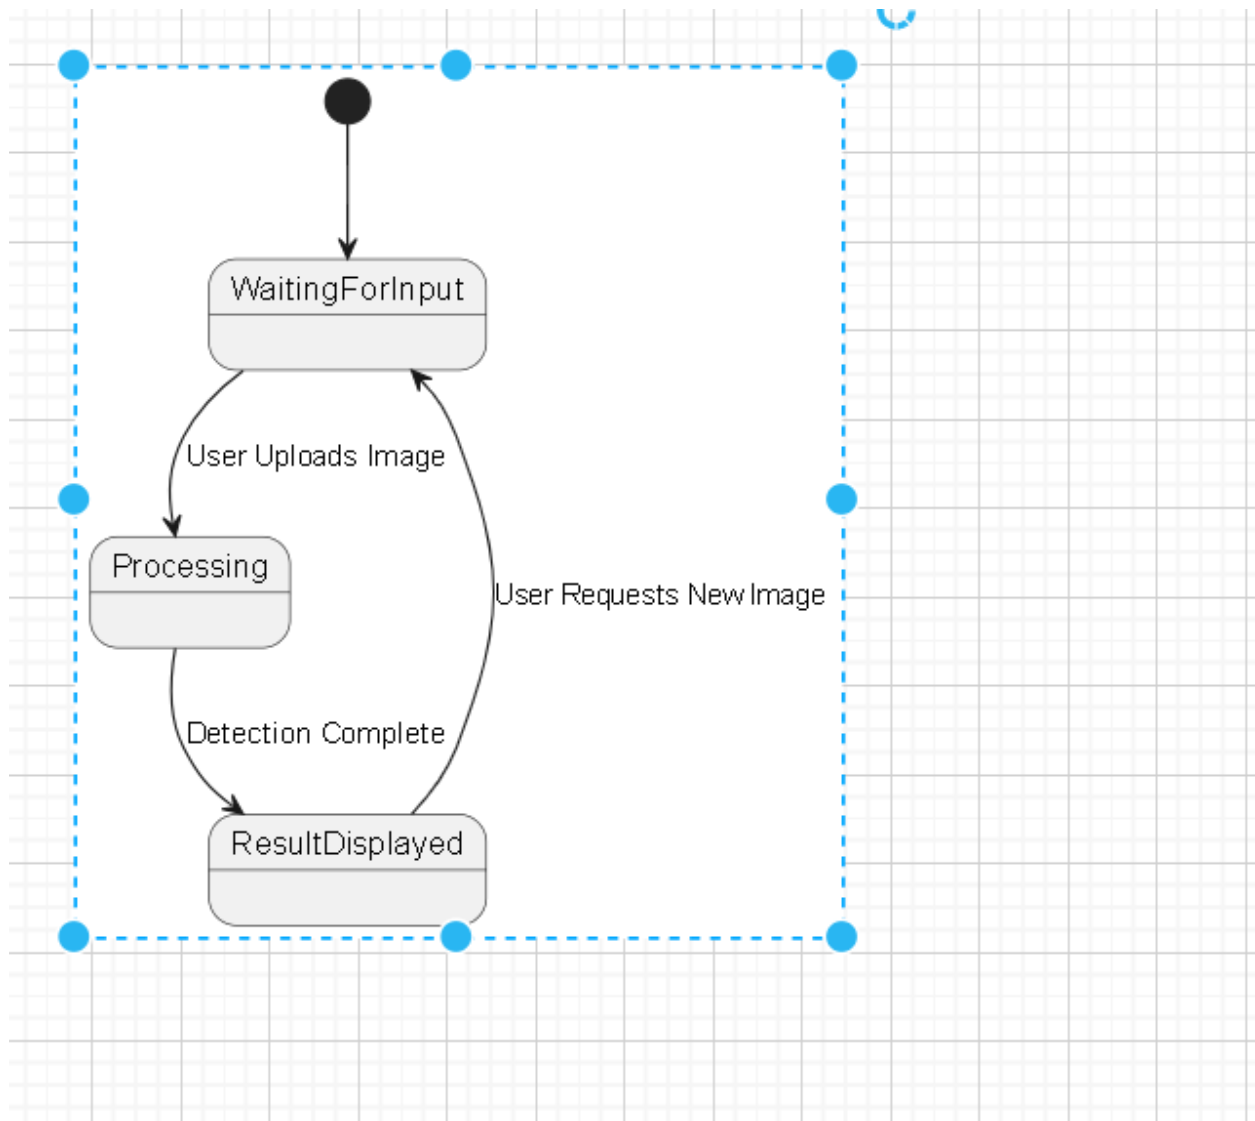 WaitingForInput
User Uploads Image
Processing
User Requests New Image
Detection Complete
ResultDisplayed